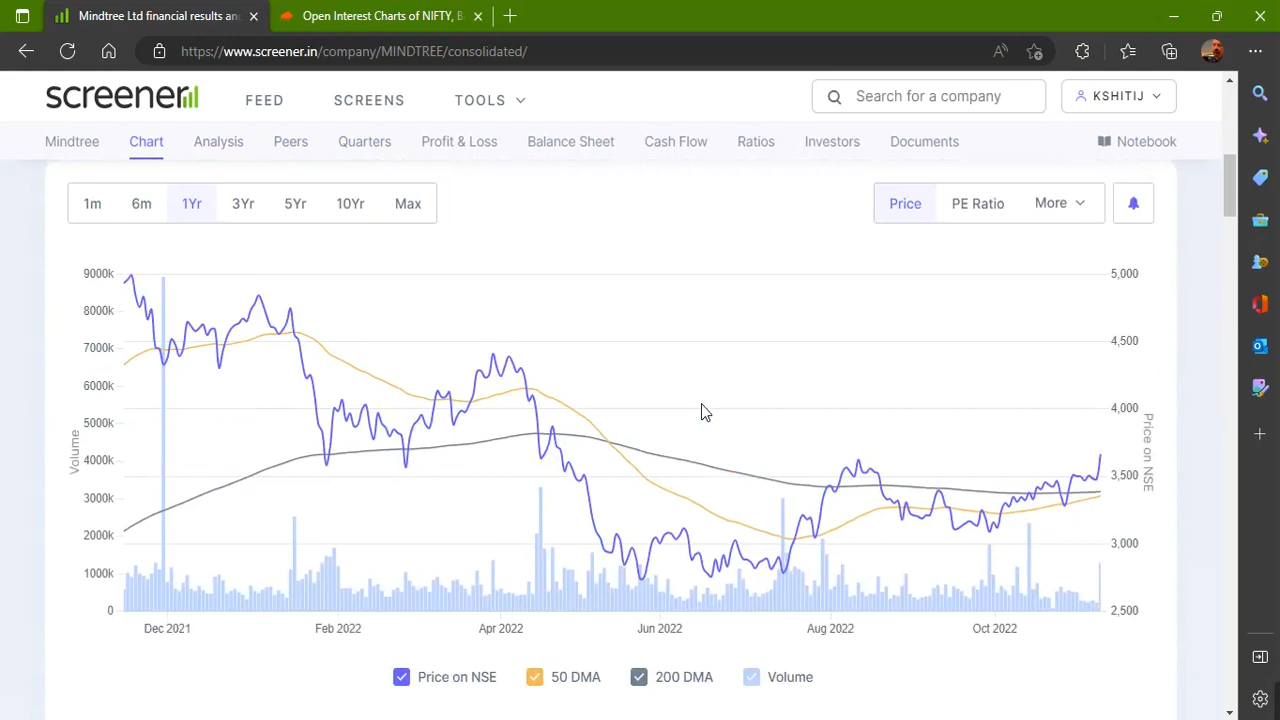 Mindtree Ltd financial results and
Open Interest Charts of NIFTY, B
https://www.screener.in/company/MINDTREE/consolidated/
screener
FEED
SCREENS
TOOLS
Search for a company
KSHITIJ
Mindtree
Chart
Analysis
Peers
Quarters
Profit & Loss
Balance Sheet
Cash Flow
Ratios
Investors
Documents
Notebook
1m
6m
1Yr
3Yr
5Yr
10Yr
Max
Price
PE Ratio
More
9000k
8000k
7000k
6000k
5000k
4000k
3000k
2000k
1000k
0
Volume
5,000
4,500
4,000
3,500
3,000
2,500
Price on NSE
Dec 2021
Feb 2022
Apr 2022
Jun 2022
Aug 2022
Oct 2022
Price on NSE
50 DMA
200 DMA
Volume